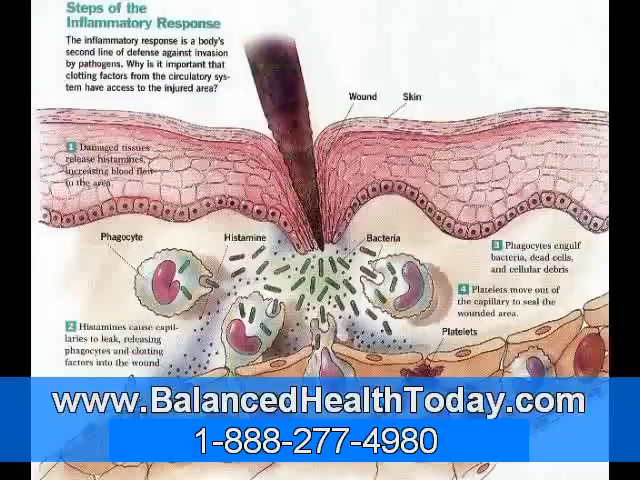 Steps of the
Inflammatory Response
The inflammatory response is a body's
second line of defense against invasion
by pathogens. Why is it important that
clotting factors from the circulatory sys-
tem have access to the injured area?
Wound
Skin
1 Damaged tissues
release histamines,
increasing blood flow
to the area.
Phagocyte
Histamine
Bacteria
3 Phagocytes engulf
bacteria, dead cells,
and cellular debris
4 Platelets move out of
the capillary to seal the
wounded area.
2 Histamines cause capil-
laries to leak, releasing
phagocytes and clotting
factors into the wound.
Platelets
www.BalancedHealthToday.com
1-888-277-4980